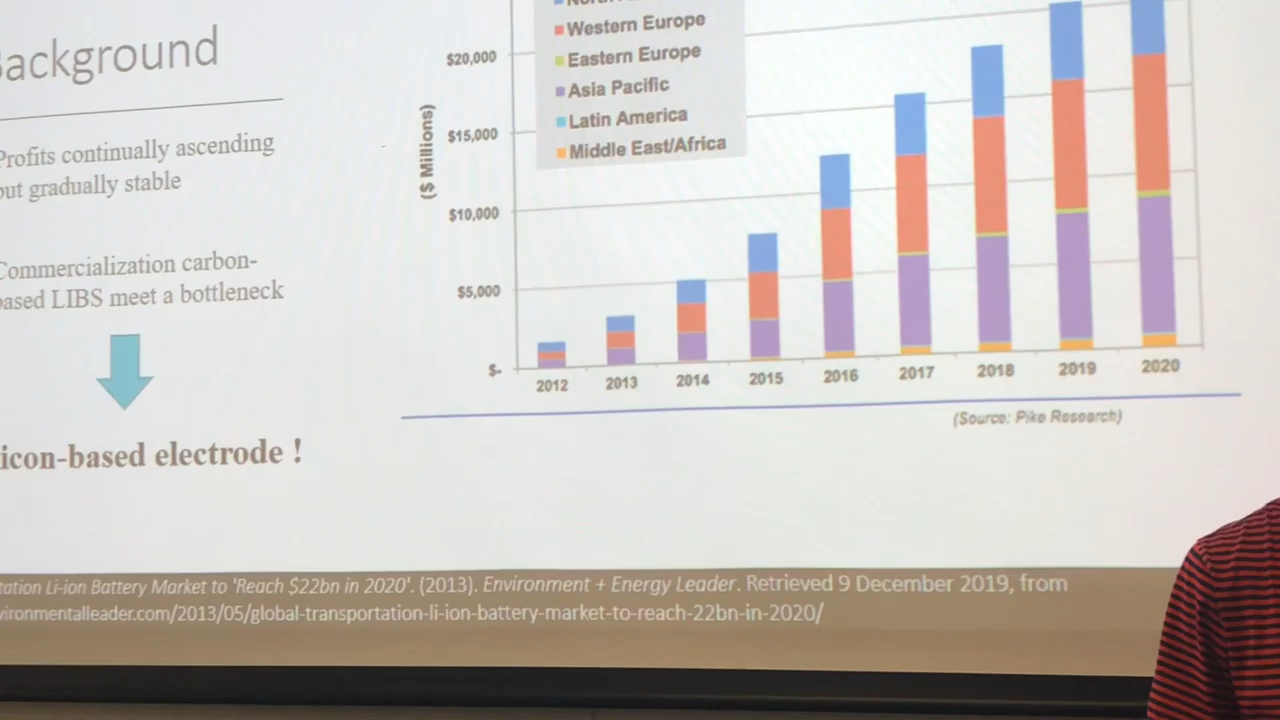 Background
Profits continually ascending
but gradually stable
Commercialization carbon-
based LIBS meet a bottleneck
icon-based electrode !
Western Europe
Eastern Europe
Asia Pacific
Latin America
Middle East/Africa
($ Millions)
$20,000
$15,000
$10,000
$5,000
$-
2012 2013 2014 2015 2016 2017 2018 2019 2020
(Source: Pike Research)
tation Li-ion Battery Market to 'Reach $22bn in 2020'. (2013). Environment + Energy Leader. Retrieved 9 December 2019, from
vironmentalleader.com/2013/05/global-transportation-li-ion-battery-market-to-reach-22bn-in-2020/